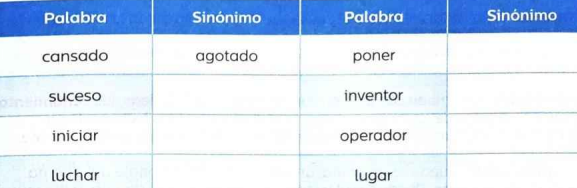 Palabra Sinónimo Palabra Sinónimo
cansado agotado poner
suceso inventor
iniciar operador
luchar lugar